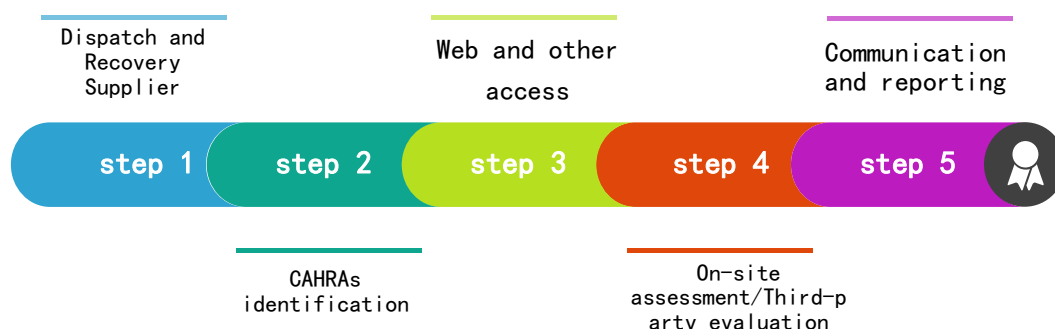 Dispatch and
Recovery
Supplier
Web and other
access
Communication
and reporting
step 1
step 2
step 3
step 4
step 5
CAHRAs
identification
On-site
assessment/Third-p
arty evaluation